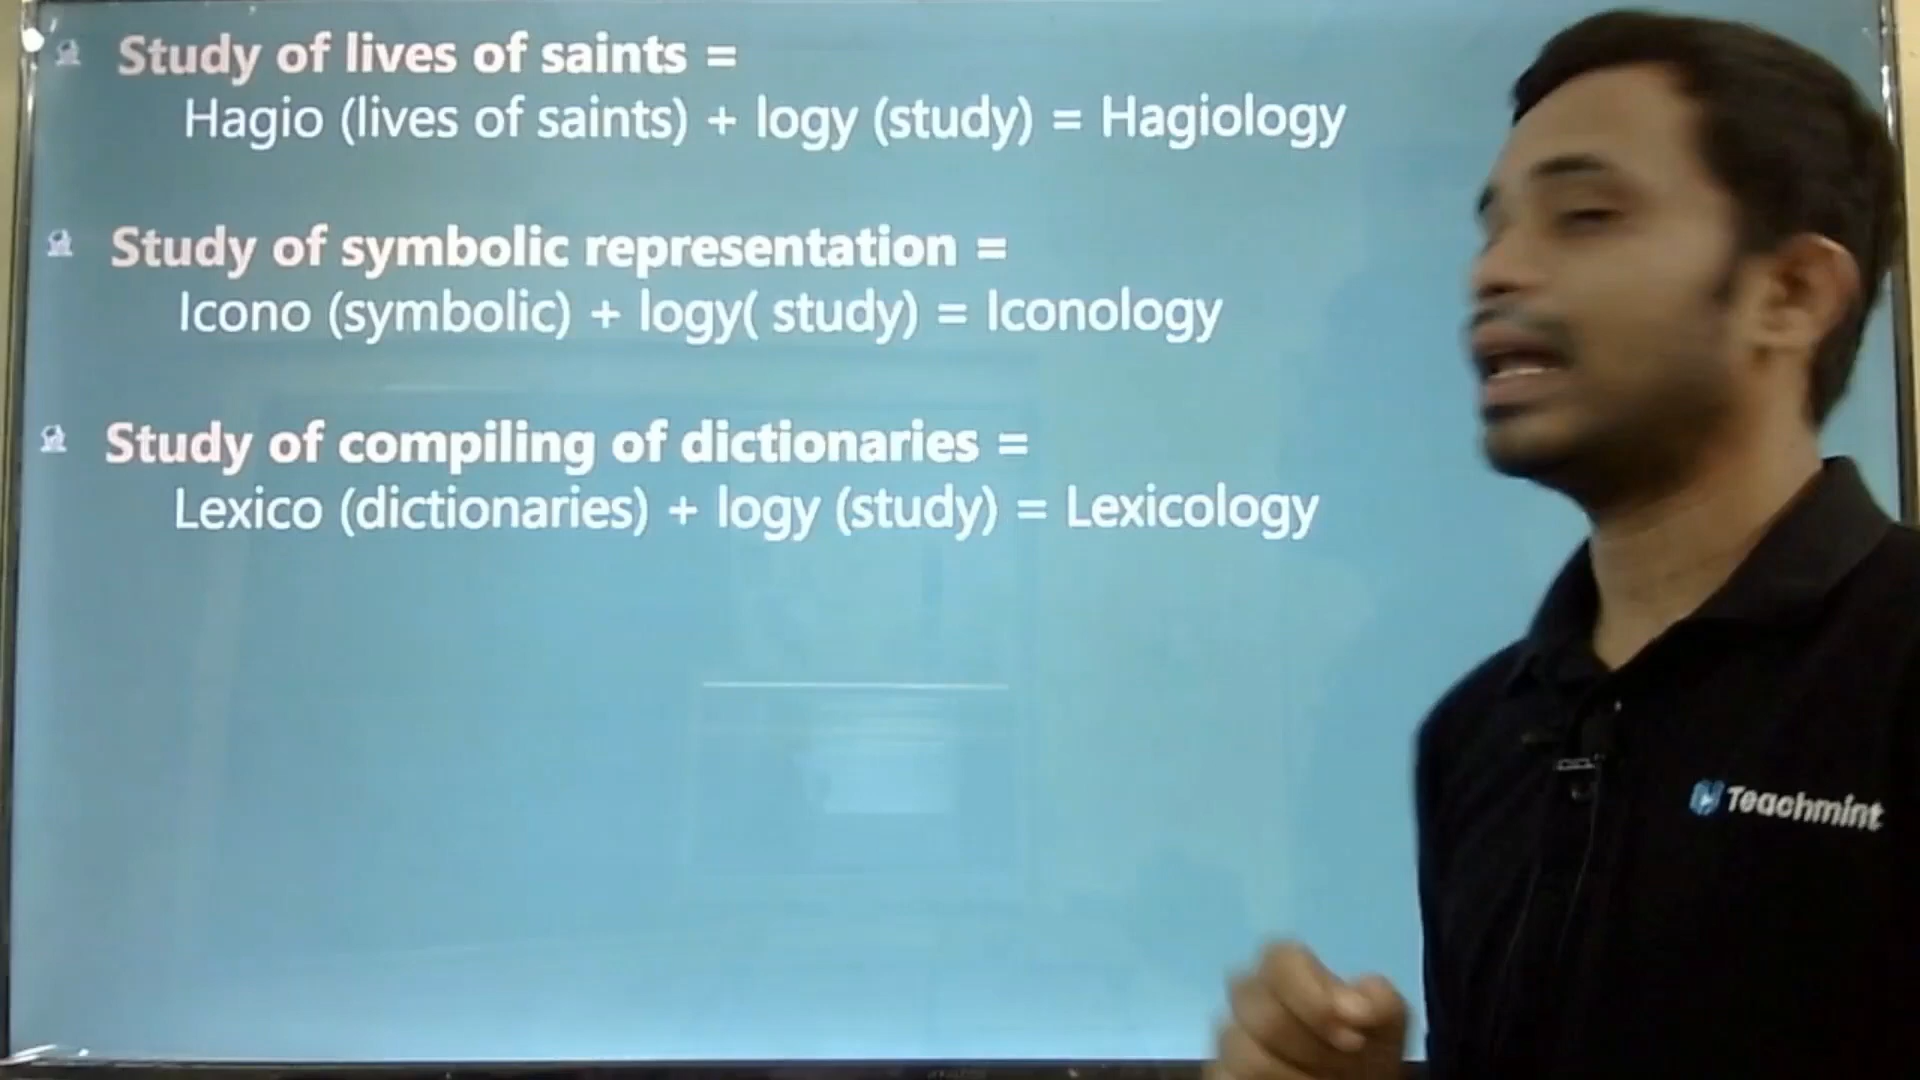 Study of lives of saints =
Hagio (lives of saints) + logy (study) = Hagiology
Study of symbolic representation =
Icono (symbolic) + logy( study) = Iconology
Study of compiling of dictionaries =
Lexico (dictionaries) + logy (study) = Lexicology
Teachmint